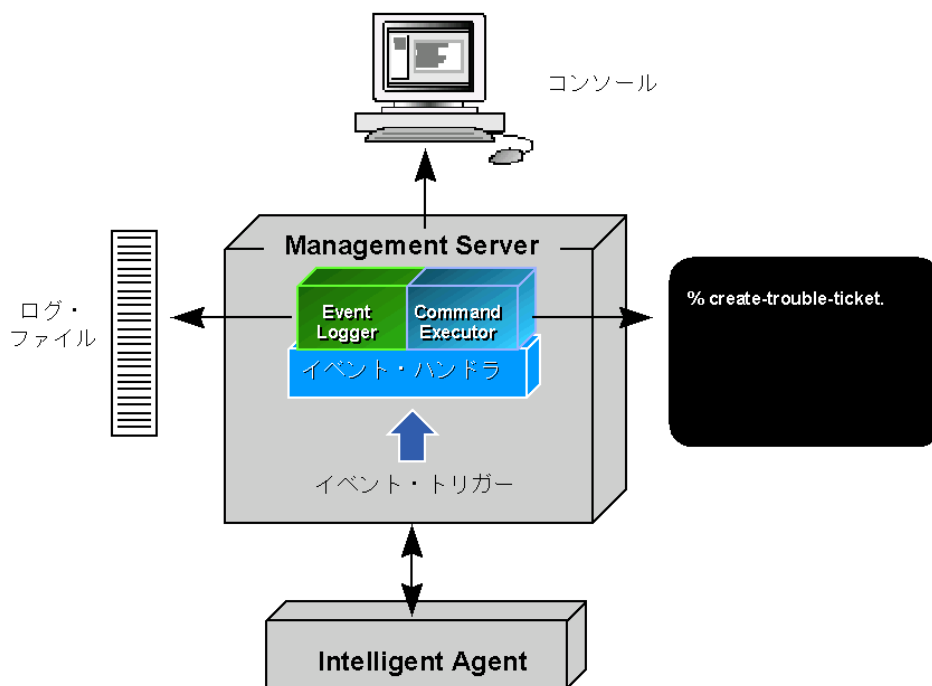 コンソール
Management Server
ログ・
ファイル
Event
Logger
Command
Executor
% create-trouble-ticket.
イベント・ハンドラ
イベント・トリガー
Intelligent Agent